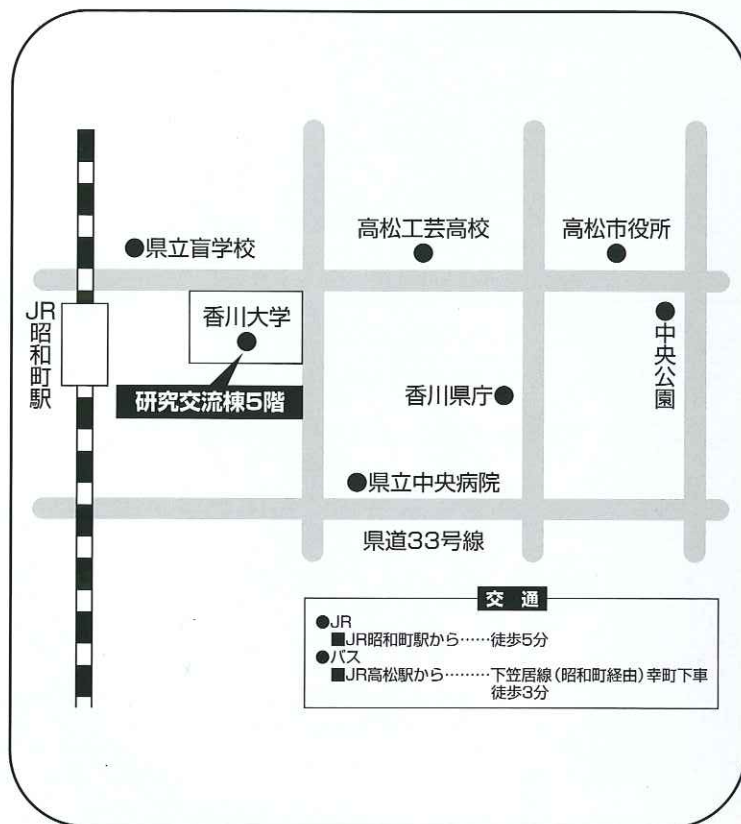 ●県立盲学校
高松工芸高校
高松市役所
JR昭和町駅
香川大学
研究交流棟5階
香川県庁●
●中央公園
●県立中央病院
県道33号線
交 通
●JR
■JR昭和町駅から……徒歩5分
●バス
■JR高松駅から………下笠居線(昭和町経由)幸町下車
徒歩3分